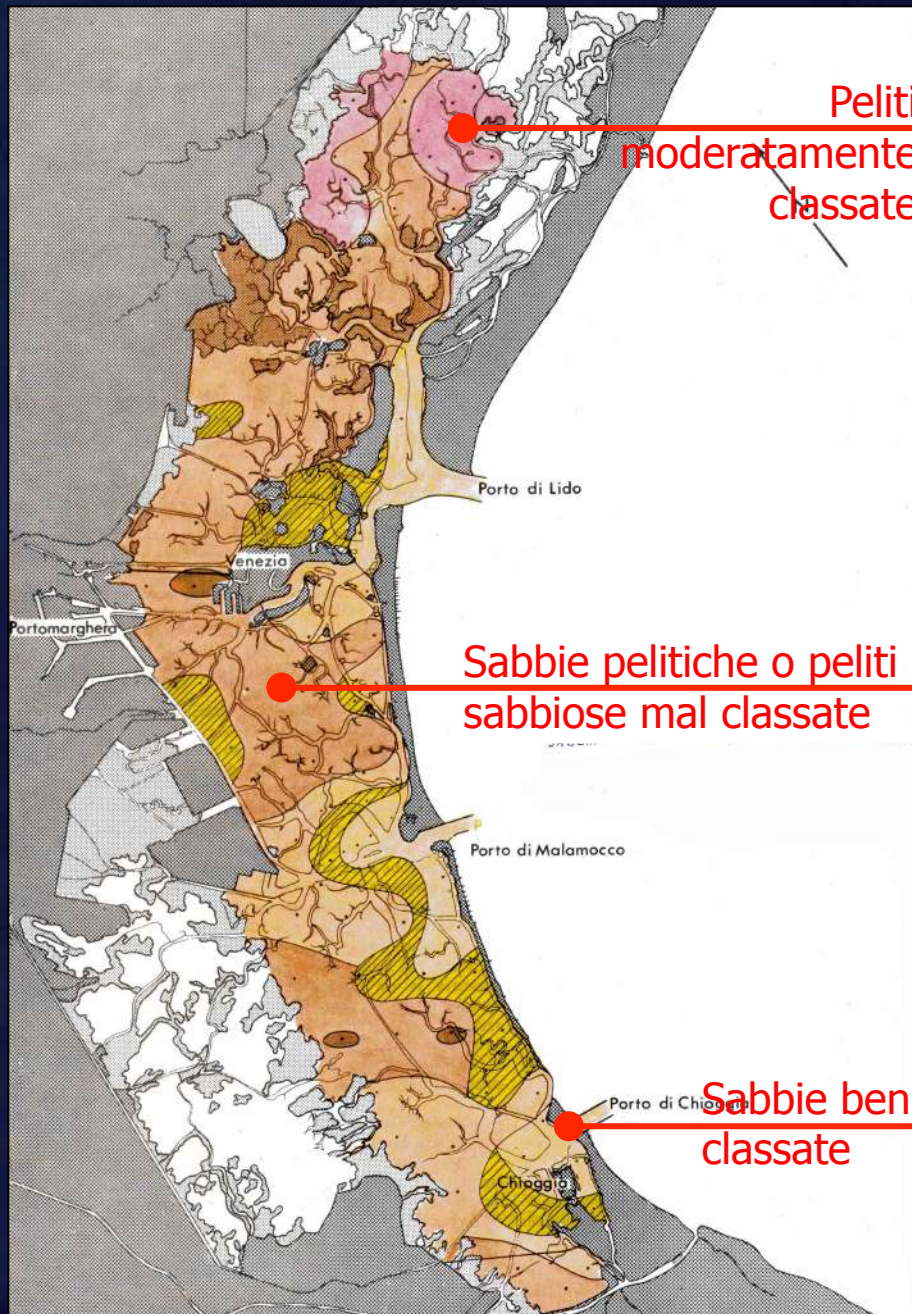 Peliti
moderatamente
classate
Porto di Lido
Venezia
Portomarghera
Sabbie pelitiche o peliti
sabbiose mal classate
Porto di Malamocco
Porto di Chioggia
Sabbie ben
classate
Chioggia